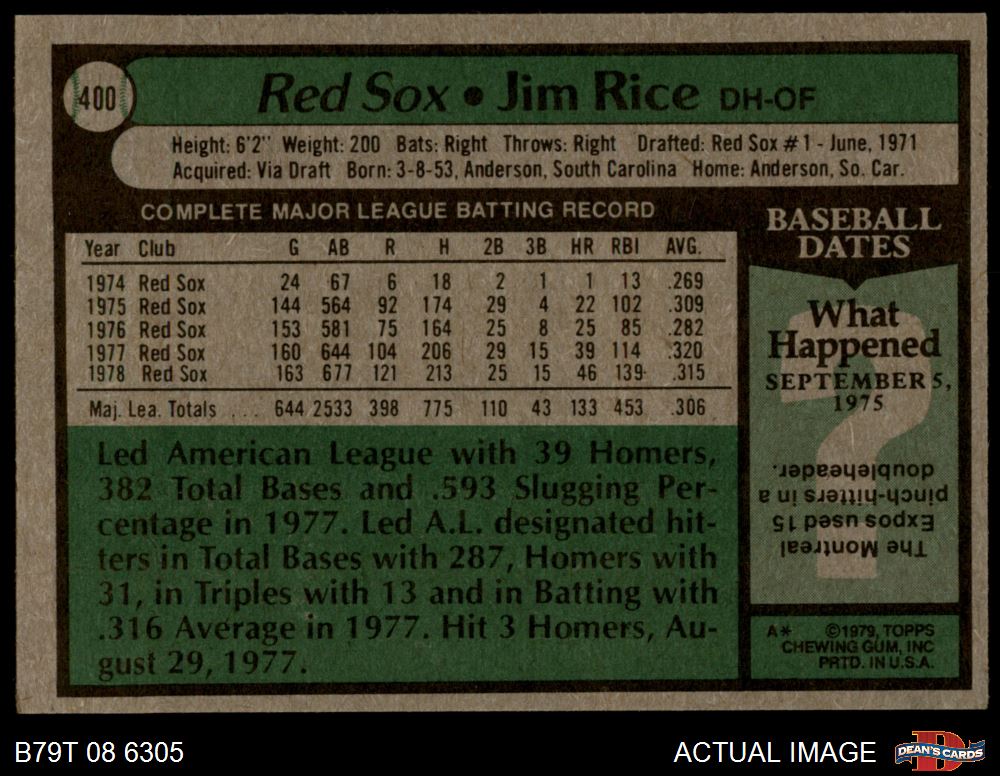 400
Red Sox • Jim Rice DH-OF
Height: 6'2" Weight: 200 Bats: Right Throws: Right Drafted: Red Sox #1 - June, 1971
Acquired: Via Draft Born: 3-8-53, Anderson, South Carolina Home: Anderson, So. Car.
COMPLETE MAJOR LEAGUE BATTING RECORD
Year Club G AB R H 2B 3B HR RBI AVG.
1974 Red Sox 24 67 6 18 2 1 1 13 .269
1975 Red Sox 144 564 92 174 29 4 22 102 .309
1976 Red Sox 153 581 75 164 25 8 25 85 .282
1977 Red Sox 160 644 104 206 29 15 39 114 .320
1978 Red Sox 163 677 121 213 25 15 46 139 .315
Maj. Lea. Totals ... 644 2533 398 775 110 43 133 453 .306
Led American League with 39 Homers,
382 Total Bases and .593 Slugging Per-
centage in 1977. Led A.L. designated hit-
ters in Total Bases with 287, Homers with
31, in Triples with 13 and in Batting with
.316 Average in 1977. Hit 3 Homers, Au-
gust 29, 1977.
BASEBALL
DATES
What
Happened
SEPTEMBER 5,
1975
?
The Montreal
Expos used 15
pinch-hitters in a
doubleheader.
A* ©1979, TOPPS
CHEWING GUM, INC
PRTD. IN U.S.A.
B79T 08 6305
ACTUAL IMAGE
DEAN'S CARDS